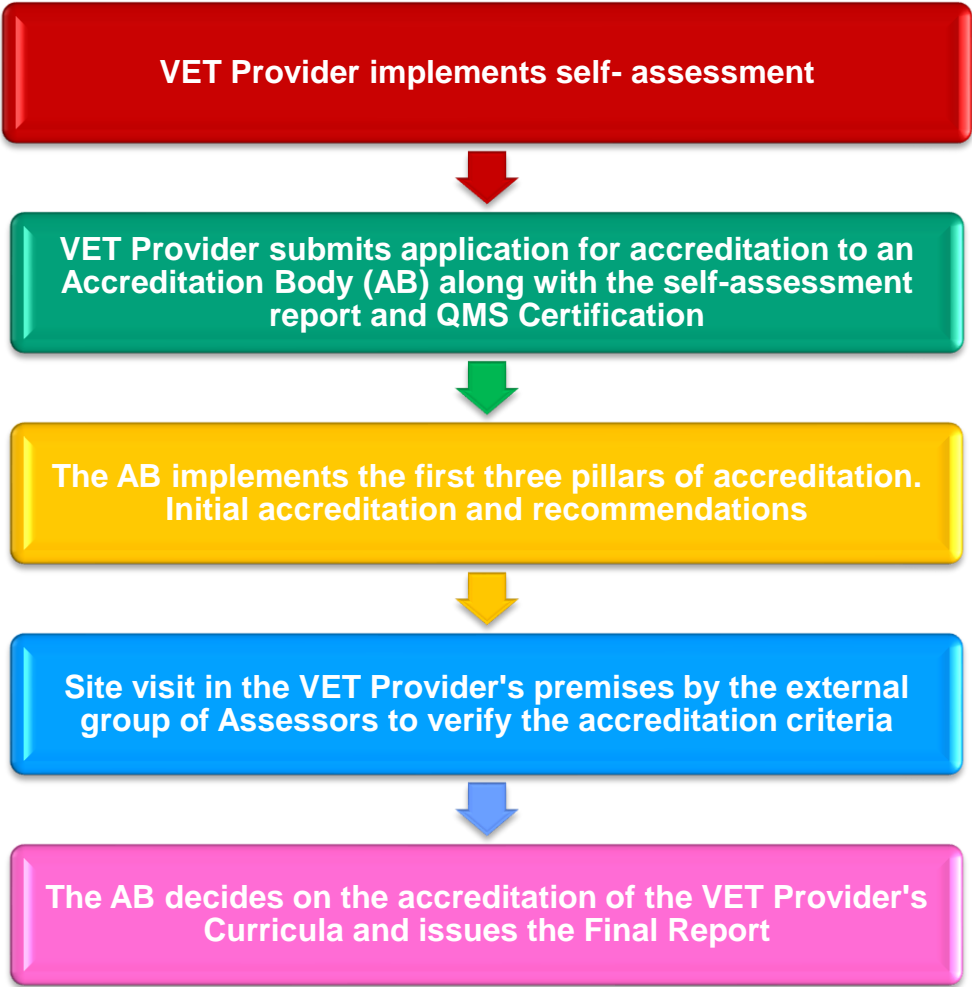 VET Provider implements self- assessment
VET Provider submits application for accreditation to an
Accreditation Body (AB) along with the self-assessment
report and QMS Certification
The AB implements the first three pillars of accreditation.
Initial accreditation and recommendations
Site visit in the VET Provider's premises by the external
group of Assessors to verify the accreditation criteria
The AB decides on the accreditation of the VET Provider's
Curricula and issues the Final Report